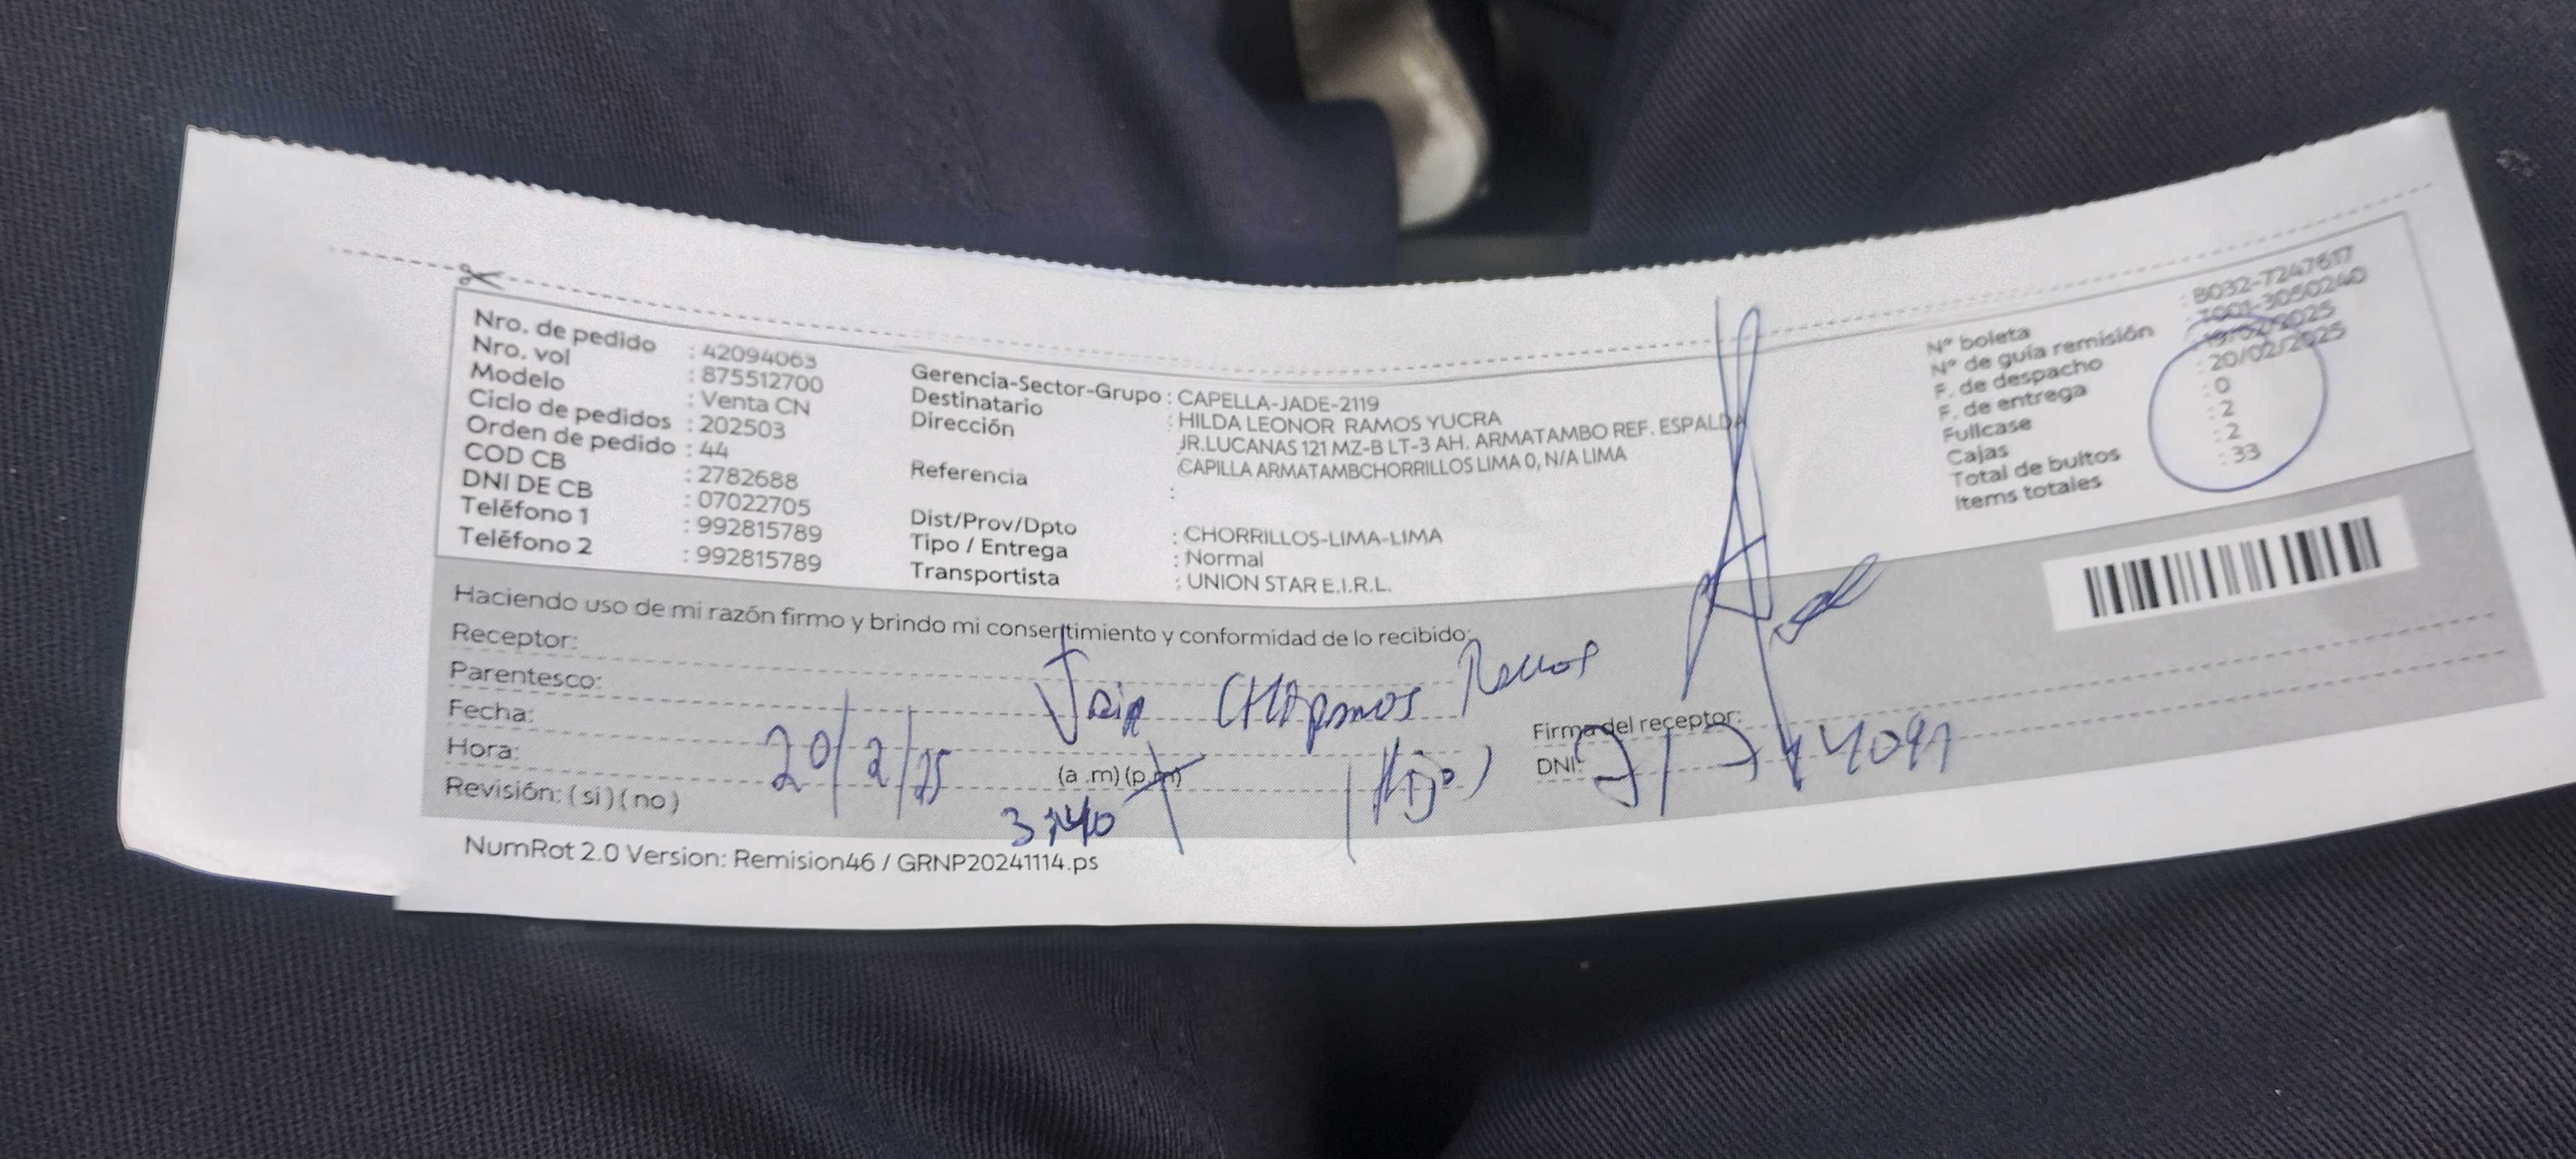 Nro. de pedido : 42094063
Nro. vol : 875512700
Modelo : Venta CN
Ciclo de pedidos : 202503
Orden de pedido : 44
COD CB : 2782688
DNI DE CB : 07022705
Teléfono 1 : 992815789
Teléfono 2 : 992815789
Gerencia-Sector-Grupo : CAPELLA-JADE-2119
Destinatario : HILDA LEONOR RAMOS YUCRA
Dirección : JR.LUCANAS 121 MZ-B LT-3 AH. ARMATAMBO REF. ESPALDA
CAPILLA ARMATAMBCHORRILLOS LIMA 0, N/A LIMA
Referencia :
Dist/Prov/Dpto : CHORRILLOS-LIMA-LIMA
Tipo / Entrega : Normal
Transportista : UNION STAR E.I.R.L.
N° boleta : B032-7247617
N° de guía remisión : T001-3050240
F. de despacho : 19/02/2025
F. de entrega : 20/02/2025
Fullcase : 0
Cajas : 2
Total de bultos : 2
Items totales : 33
Haciendo uso de mi razón firmo y brindo mi consentimiento y conformidad de lo recibido:
Receptor:
Parentesco: Ramos
Fecha: 20/2/25
Hora: (a .m) (p.m) 3:40
(Hijo)
Revisión: ( si ) ( no )
Firma del receptor:
DNI:
NumRot 2.0 Version: Remision46 / GRNP20241114.ps